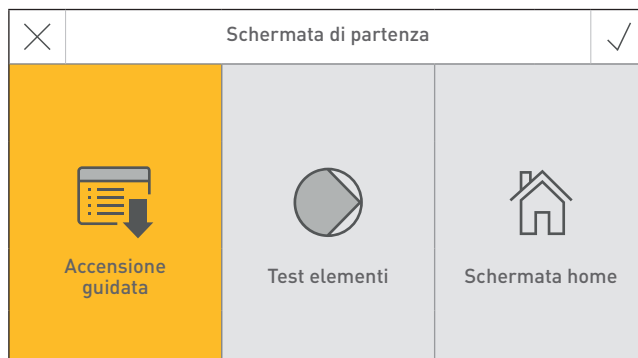 Schermata di partenza
Accensione
guidata
Test elementi
Schermata home